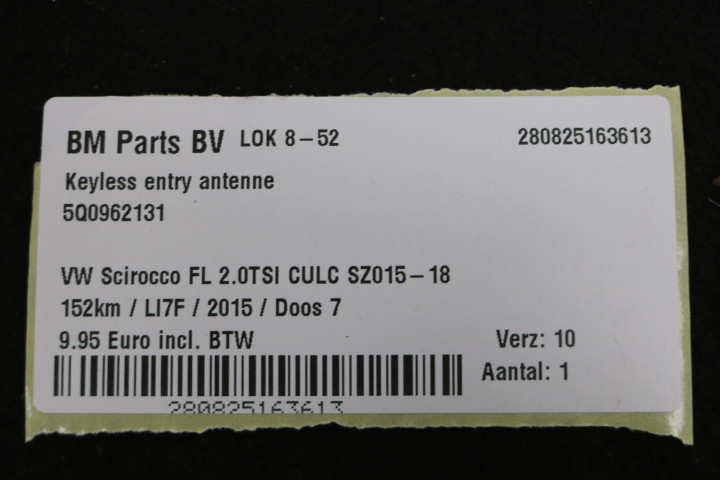 BM Parts BV LOK 8-52 280825163613
Keyless entry antenne
5Q0962131
VW Scirocco FL 2.0TSI CULC SZ015-18
152km / LI7F / 2015 / Doos 7
9.95 Euro incl. BTW Verz: 10
Aantal: 1
280825163613